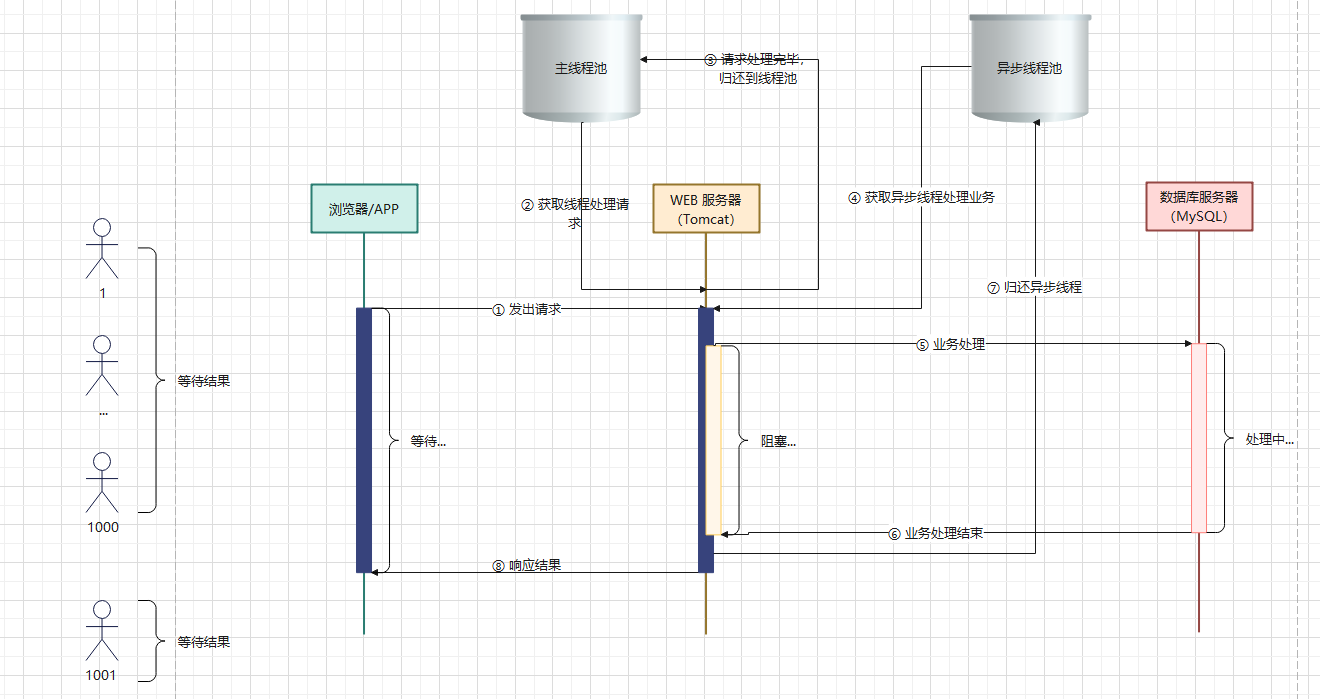 主线程池
异步线程池
③ 请求处理完毕，
归还到线程池
② 获取线程处理请
求
④ 获取异步线程处理业务
浏览器/APP
WEB 服务器
（Tomcat）
数据库服务器
（MySQL）
⑦ 归还异步线程
1
① 发出请求
⑤ 业务处理
等待结果
...
等待...
阻塞...
处理中...
1000
⑥ 业务处理结束
⑧ 响应结果
等待结果
1001